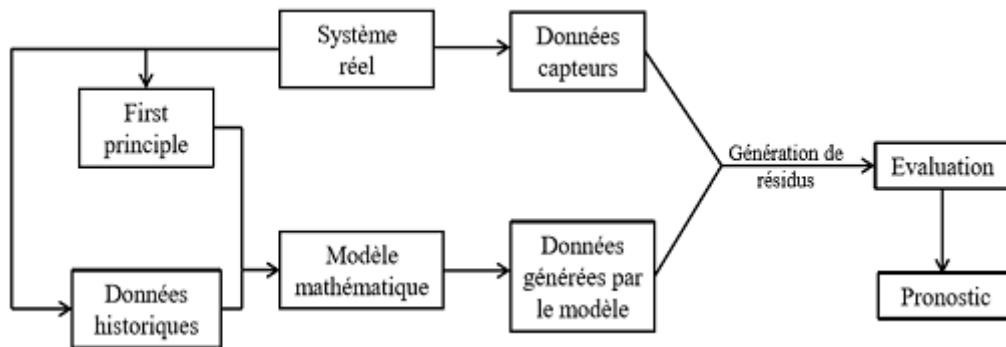 Système
réel
Données
capteurs
First
principle
Génération de
résidus
Evaluation
Modèle
mathématique
Données
générées par
le modèle
Données
historiques
Pronostic